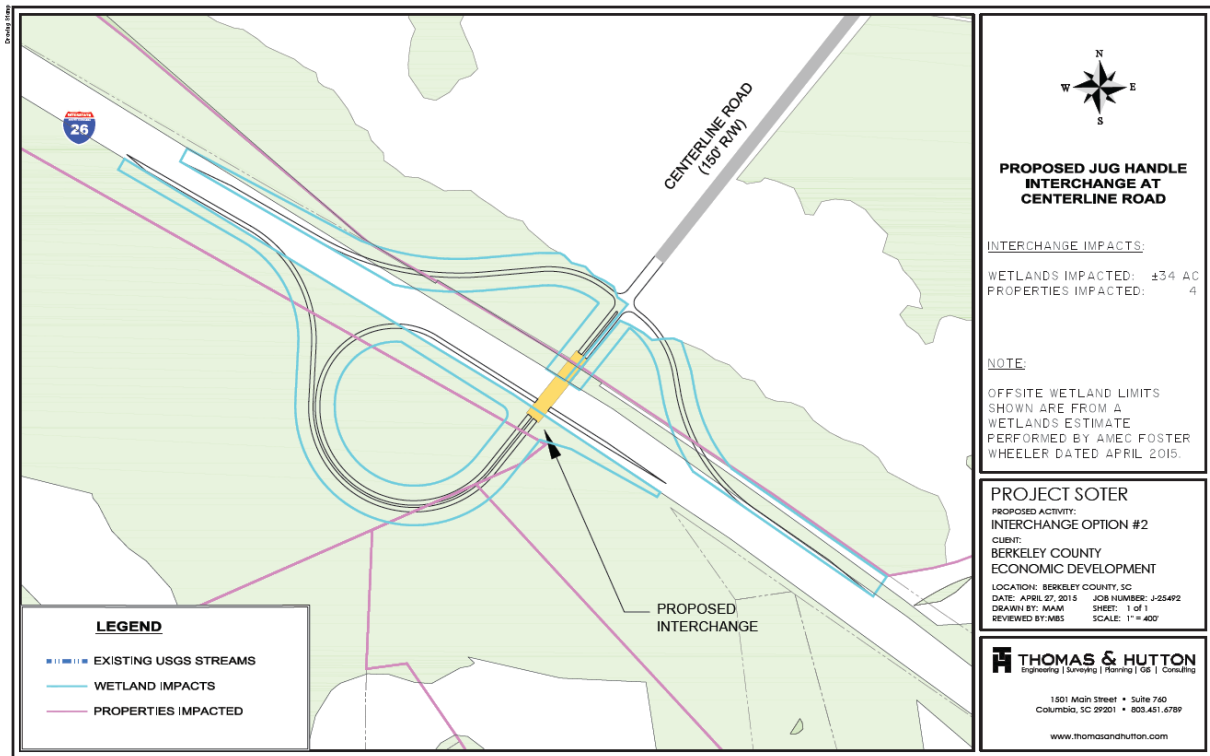 INTERSTATE
26
CENTERLINE ROAD
(150' R/W)
PROPOSED
INTERCHANGE
LEGEND
EXISTING USGS STREAMS
WETLAND IMPACTS
PROPERTIES IMPACTED
N
W E
S
PROPOSED JUG HANDLE
INTERCHANGE AT
CENTERLINE ROAD
INTERCHANGE IMPACTS:
WETLANDS IMPACTED: ±34 AC
PROPERTIES IMPACTED: 4
NOTE:
OFFSITE WETLAND LIMITS
SHOWN ARE FROM A
WETLANDS ESTIMATE
PERFORMED BY AMEC FOSTER
WHEELER DATED APRIL 2015.
PROJECT SOTER
PROPOSED ACTIVITY:
INTERCHANGE OPTION #2
CLIENT:
BERKELEY COUNTY
ECONOMIC DEVELOPMENT
LOCATION: BERKELEY COUNTY, SC
DATE: APRIL 27, 2015 JOB NUMBER: J-25492
DRAWN BY: MAM SHEET: 1 of 1
REVIEWED BY:MBS SCALE: 1" = 400'
THOMAS & HUTTON
Engineering | Surveying | Planning | GIS | Consulting
1501 Main Street • Suite 760
Columbia, SC 29201 • 803.451.6789
www.thomasandhutton.com